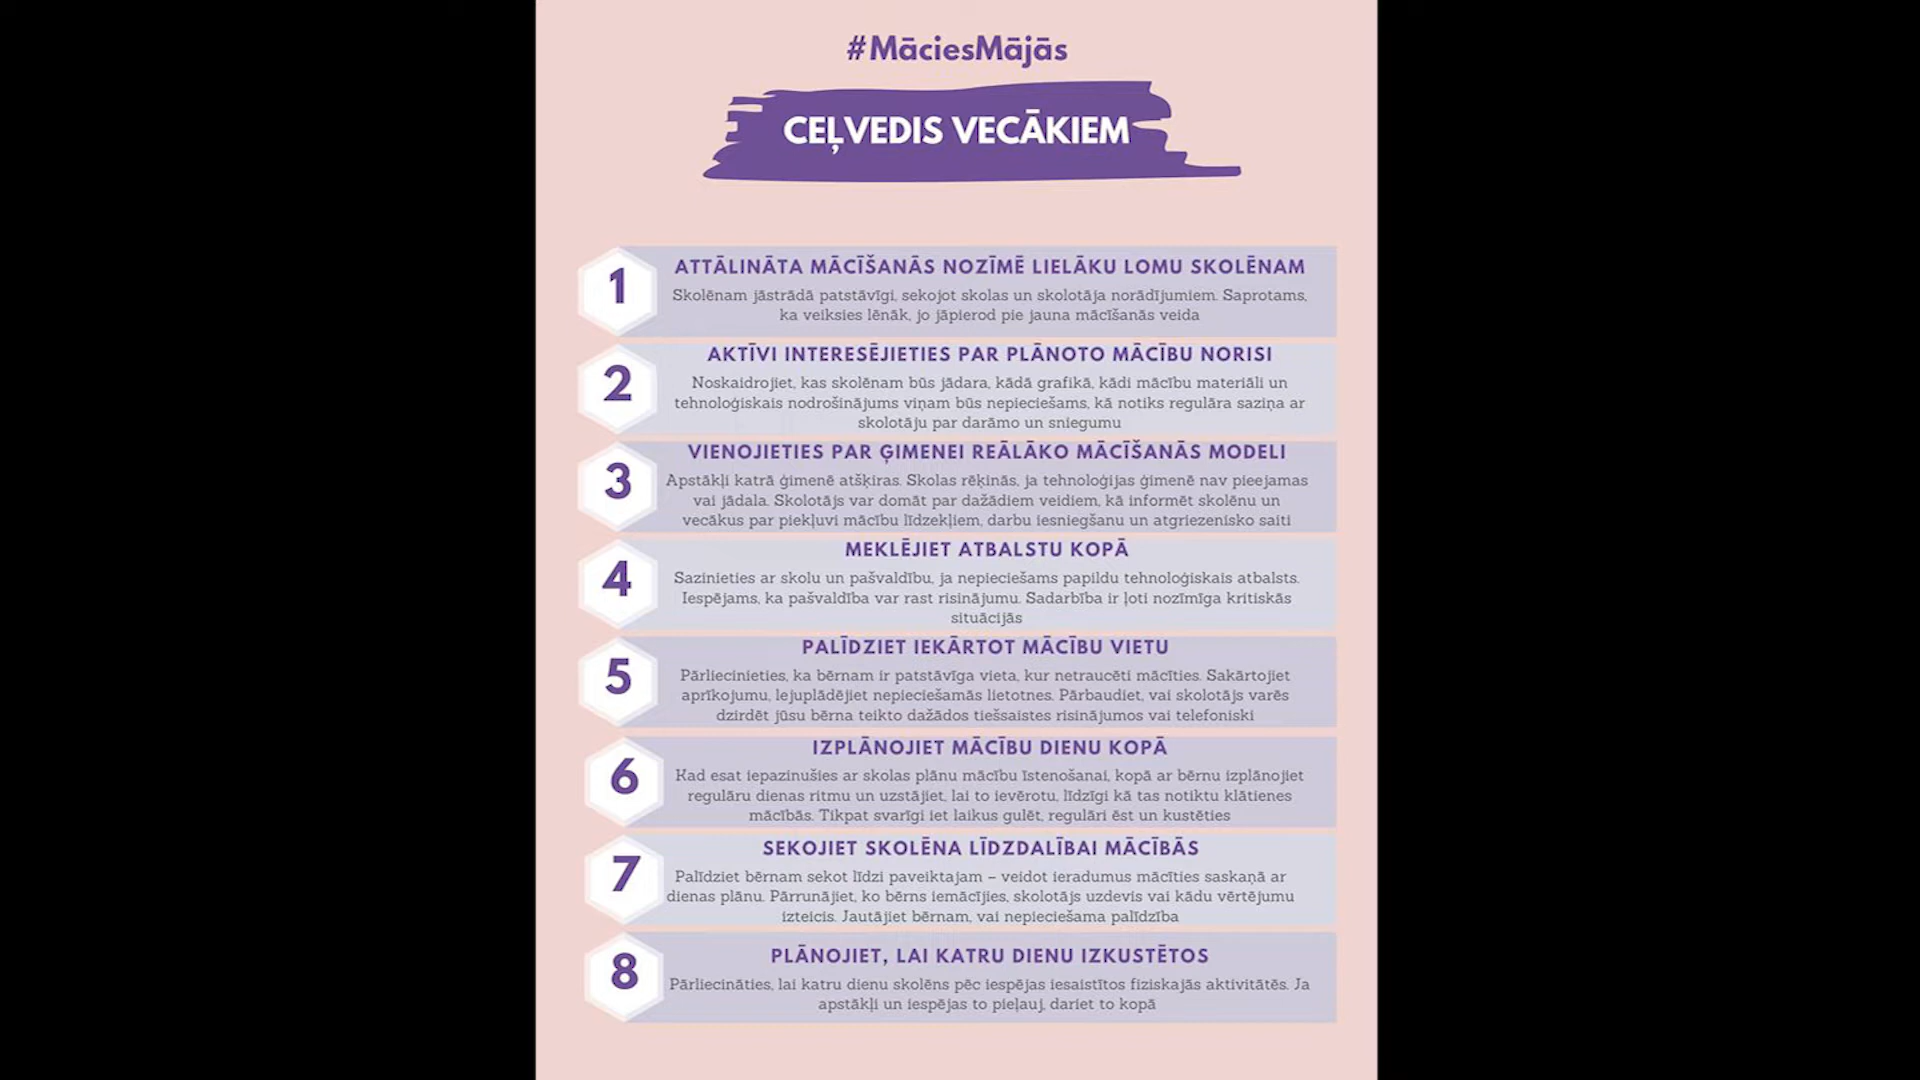 #MāciesMājās
CEĻVEDIS VECĀKIEM
1
ATTĀLINĀTA MĀCĪŠANĀS NOZĪMĒ LIELĀKU LOMU SKOLĒNAM
Skolēnam jāstrādā patstāvīgi, sekojot skolas un skolotāja norādījumiem. Saprotams,
ka veiksies lēnāk, jo jāpierod pie jauna mācīšanās veida
2
AKTĪVI INTERESĒJIETIES PAR PLĀNOTO MĀCĪBU NORISI
Noskaidrojiet, kas skolēnam būs jādara, kādā grafikā, kādi mācību materiāli un
tehnoloģiskais nodrošinājums viņam būs nepieciešams, kā notiks regulāra saziņa ar
skolotāju par darāmo un sniegumu
3
VIENOJIETIES PAR ĢIMENEI REĀLĀKO MĀCĪŠANĀS MODELI
Apstākļi katrā ģimenē atšķiras. Skolas rēķinās, ja tehnoloģijas ģimenē nav pieejamas
vai jādala. Skolotājs var domāt par dažādiem veidiem, kā informēt skolēnu un
vecākus par piekļuvi mācību līdzekļiem, darbu iesniegšanu un atgriezenisko saiti
4
MEKLĒJIET ATBALSTU KOPĀ
Sazinieties ar skolu un pašvaldību, ja nepieciešams papildu tehnoloģiskais atbalsts.
Iespējams, ka pašvaldība var rast risinājumu. Sadarbība ir ļoti nozīmīga kritiskās
situācijās
5
PALĪDZIET IEKĀRTOT MĀCĪBU VIETU
Pārliecinieties, ka bērnam ir patstāvīga vieta, kur netraucēti mācīties. Sakārtojiet
aprīkojumu, lejuplādējiet nepieciešamās lietotnes. Pārbaudiet, vai skolotājs varēs
dzirdēt jūsu bērna teikto dažādos tiešsaistes risinājumos vai telefoniski
6
IZPLĀNOJIET MĀCĪBU DIENU KOPĀ
Kad esat iepazinušies ar skolas plānu mācību īstenošanai, kopā ar bērnu izplānojiet
regulāru dienas ritmu un uzstājiet, lai to ievērotu, līdzīgi kā tas notiktu klātienes
mācībās. Tikpat svarīgi iet laikus gulēt, regulāri ēst un kustēties
7
SEKOJIET SKOLĒNA LĪDZDALĪBAI MĀCĪBĀS
Palīdziet bērnam sekot līdzi paveiktajam – veidot ieradumus mācīties saskaņā ar
dienas plānu. Pārrunājiet, ko bērns iemācījies, skolotājs uzdevis vai kādu vērtējumu
izteicis. Jautājiet bērnam, vai nepieciešama palīdzība
8
PLĀNOJIET, LAI KATRU DIENU IZKUSTĒTOS
Pārliecināties, lai katru dienu skolēns pēc iespējas iesaistītos fiziskajās aktivitātēs. Ja
apstākļi un iespējas to pieļauj, dariet to kopā